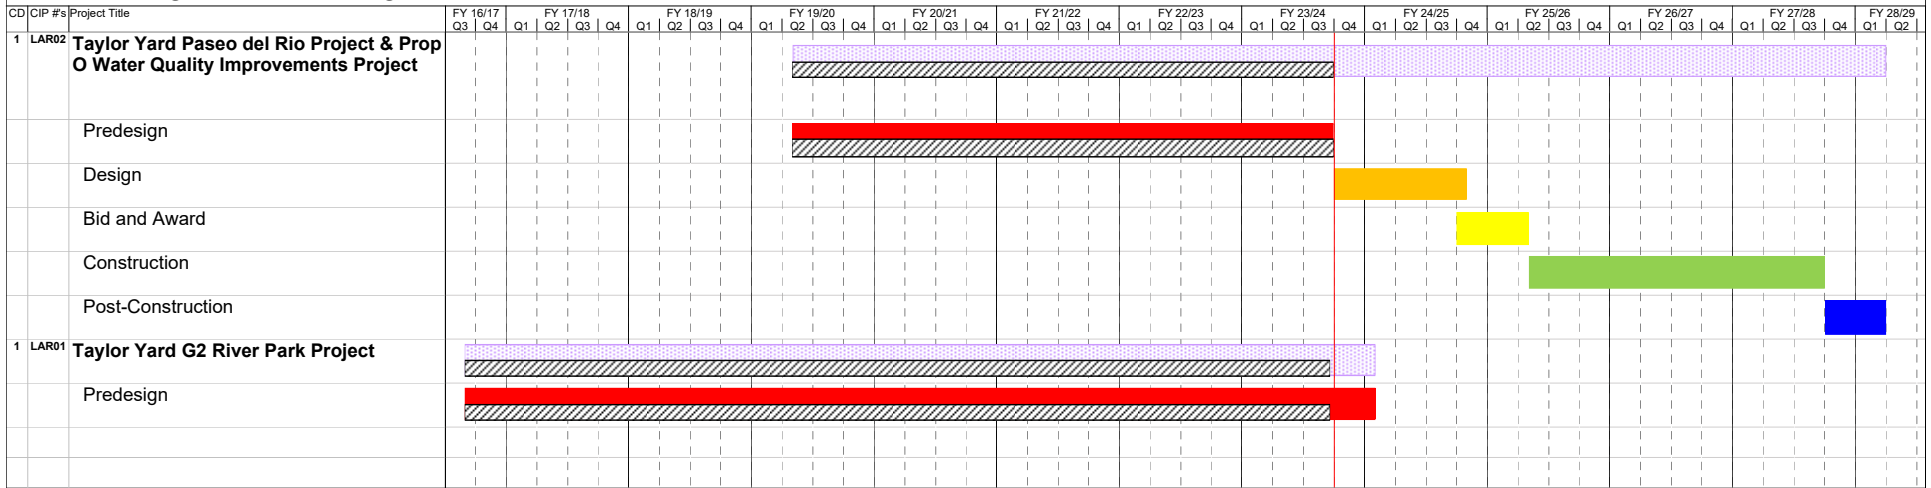 CD CIP #'s Project Title FY 16/17 FY 17/18 FY 18/19 FY 19/20 FY 20/21 FY 21/22 FY 22/23 FY 23/24 FY 24/25 FY 25/26 FY 26/27 FY 27/28 FY 28/29
Q3 Q4 Q1 Q2 Q3 Q4 Q1 Q2 Q3 Q4 Q1 Q2 Q3 Q4 Q1 Q2 Q3 Q4 Q1 Q2 Q3 Q4 Q1 Q2 Q3 Q4 Q1 Q2 Q3 Q4 Q1 Q2 Q3 Q4 Q1 Q2 Q3 Q4 Q1 Q2 Q3 Q4 Q1 Q2 Q3 Q4 Q1 Q2
1 LAR02 Taylor Yard Paseo del Rio Project & Prop
O Water Quality Improvements Project
Predesign
Design
Bid and Award
Construction
Post-Construction
1 LAR01 Taylor Yard G2 River Park Project
Predesign